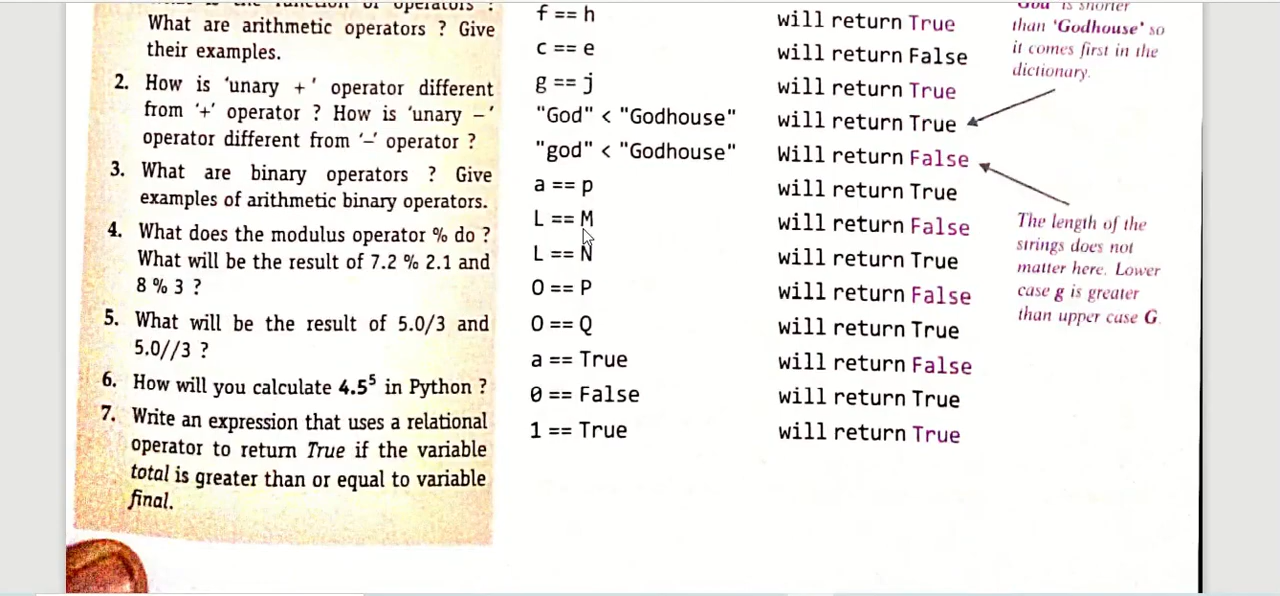 What are arithmetic operators ? Give
their examples.
2. How is 'unary +' operator different
from '+' operator ? How is 'unary –'
operator different from '–' operator ?
3. What are binary operators ? Give
examples of arithmetic binary operators.
4. What does the modulus operator % do ?
What will be the result of 7.2 % 2.1 and
8 % 3 ?
5. What will be the result of 5.0/3 and
5.0//3 ?
6. How will you calculate 4.5⁵ in Python ?
7. Write an expression that uses a relational
operator to return True if the variable
total is greater than or equal to variable
final.
f == h will return True
c == e will return False
g == j will return True
"God" < "Godhouse" will return True
"god" < "Godhouse" Will return False
a == p will return True
L == M will return False
L == N will return True
O == P will return False
O == Q will return True
a == True will return False
0 == False will return True
1 == True will return True
than 'Godhouse' so
it comes first in the
dictionary.
The length of the
strings does not
matter here. Lower
case g is greater
than upper case G.